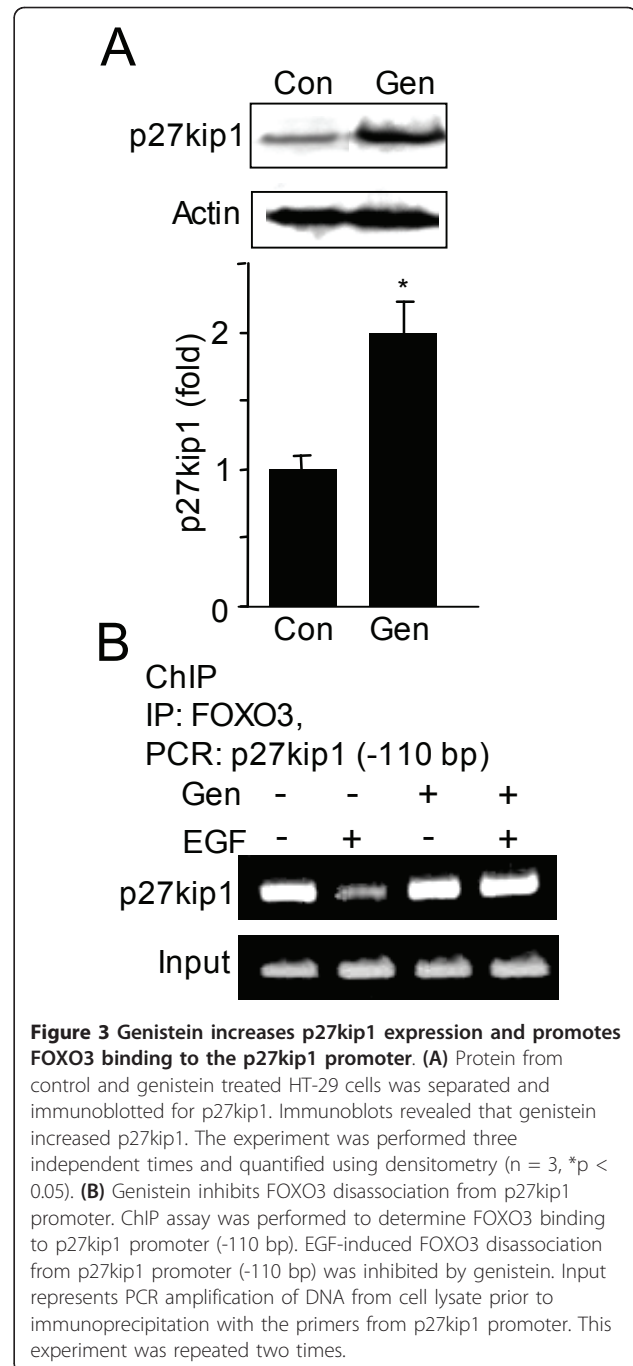 A
Con Gen
p27kip1
Actin
*
p27kip1 (fold)
2
1
0
Con Gen
B
ChIP
IP: FOXO3,
PCR: p27kip1 (-110 bp)
Gen - - + +
EGF - + - +
p27kip1
Input
Figure 3 Genistein increases p27kip1 expression and promotes
FOXO3 binding to the p27kip1 promoter. (A) Protein from
control and genistein treated HT-29 cells was separated and
immunoblotted for p27kip1. Immunoblots revealed that genistein
increased p27kip1. The experiment was performed three
independent times and quantified using densitometry (n = 3, *p <
0.05). (B) Genistein inhibits FOXO3 disassociation from p27kip1
promoter. ChIP assay was performed to determine FOXO3 binding
to p27kip1 promoter (-110 bp). EGF-induced FOXO3 disassociation
from p27kip1 promoter (-110 bp) was inhibited by genistein. Input
represents PCR amplification of DNA from cell lysate prior to
immunoprecipitation with the primers from p27kip1 promoter. This
experiment was repeated two times.